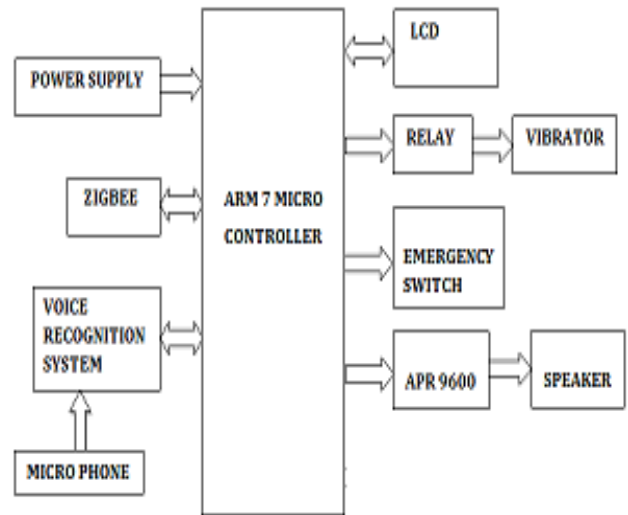 POWER SUPPLY
ZIGBEE
VOICE
RECOGNITION
SYSTEM
MICRO PHONE
ARM 7 MICRO
CONTROLLER
LCD
RELAY
VIBRATOR
EMERGENCY
SWITCH
APR 9600
SPEAKER